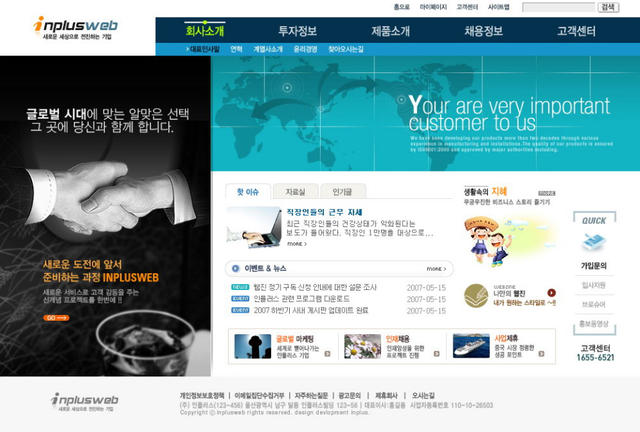 홈으로 마이페이지 고객센터 사이트맵 검색
inplusweb
새로운 세상으로 전진하는 기업
회사소개 투자정보 제품소개 채용정보 고객센터
대표인사말 연혁 계열사소개 윤리경영 찾아오시는길
글로벌 시대에 맞는 알맞은 선택
그 곳에 당신과 함께 합니다.
Your are very important
customer to us
We have been developing our products more than two decades through various
experience in manufacturing and installations.The quality of our products is assured
by ISO9001:2000 and approved by major authorities including.
핫 이슈 자료실 인기글
직장인들의 근무 자세
최근 직장인들의 건강상태가 악화된다는
보도가 들어왔다. 직장인 1만명을 대상으로...
more >
생활속의 지혜 more
무궁무진한 비즈니스 스토리 즐기기
이벤트 & 뉴스 more >
news 웹진 정기 구독 신청 안내에 대한 설문 조사 2007-05-15
event 인플러스 관련 프로그램 다운로드 2007-05-15
event 2007 하반기 사내 게시판 업데이트 완료 2007-05-15
WEBZINE
나만의 웹진
내가 원하는 스타일로 ~!!
QUICK
가입문의
입사지원
브로슈어
홍보동영상
고객센터
1655-6521
새로운 도전에 앞서
준비하는 과정 INPLUSWEB
새로운 서비스로 고객 감동을 주는
신개념 프로젝트를 한번에 !!
GO
글로벌 마케팅
세계로 뻗어나가는
인플러스 기업
인재채용
인재양성을 위한
프로젝트 진행
사업제휴
중국 시장 점령한
성공 포인트
inplusweb
새로운 세상으로 전진하는 기업
개인정보보호정책 | 이메일집단수집거부 | 자주하는질문 | 광고문의 | 제휴회사 | 오시는길
(주) 인플러스(123-456) 울산광역시 남구 달동 인플러스빌딩 123-56 | 대표이사:홍길동 사업자등록번호 110-10-26503
Copyright ⓒ inplusweb rights reserved. design devlopment inplus.